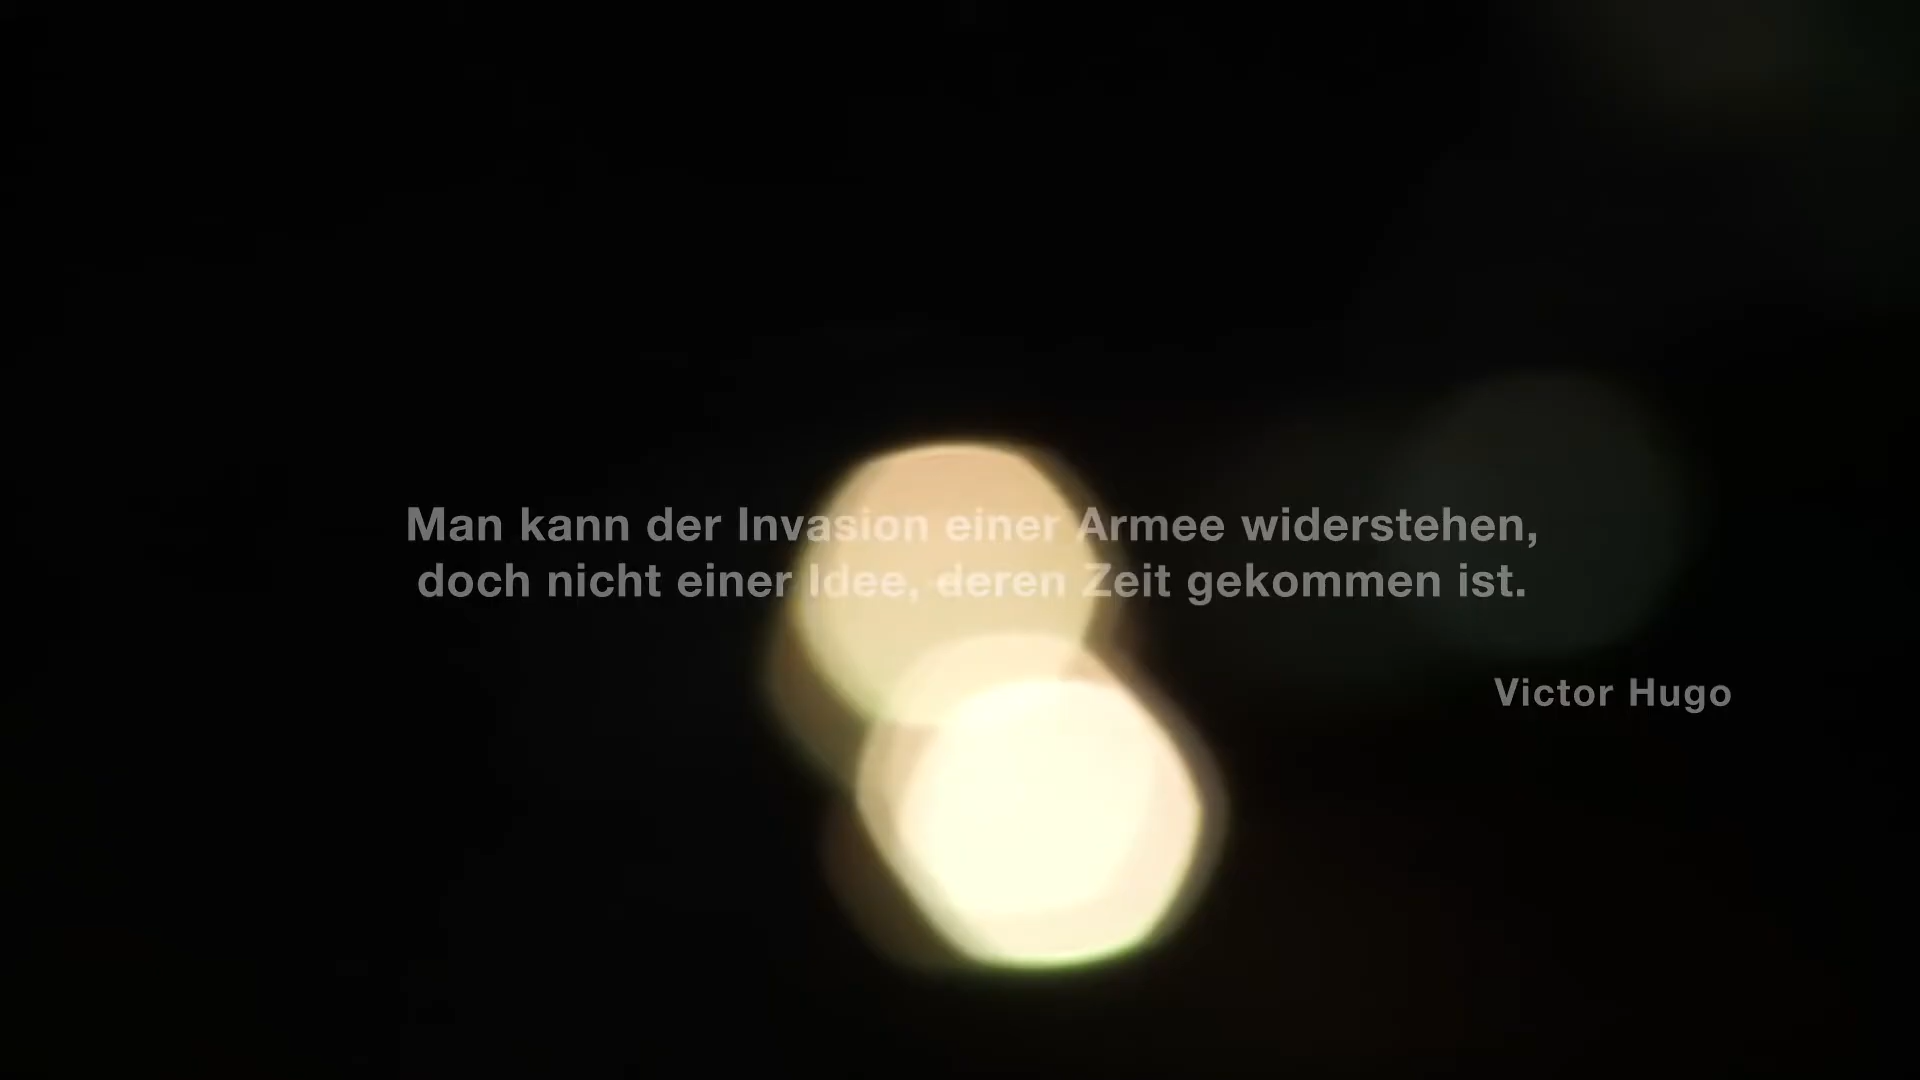 Man kann der Invasion einer Armee widerstehen,
doch nicht einer Idee, deren Zeit gekommen ist.
Victor Hugo